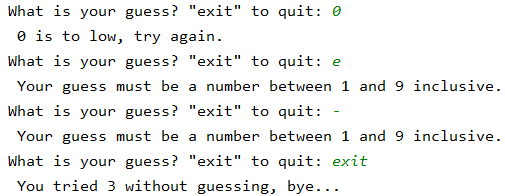 What is your guess? "exit" to quit: 0
0 is to low, try again.
What is your guess? "exit" to quit: e
Your guess must be a number between 1 and 9 inclusive.
What is your guess? "exit" to quit: -
Your guess must be a number between 1 and 9 inclusive.
What is your guess? "exit" to quit: exit
You tried 3 without guessing, bye...